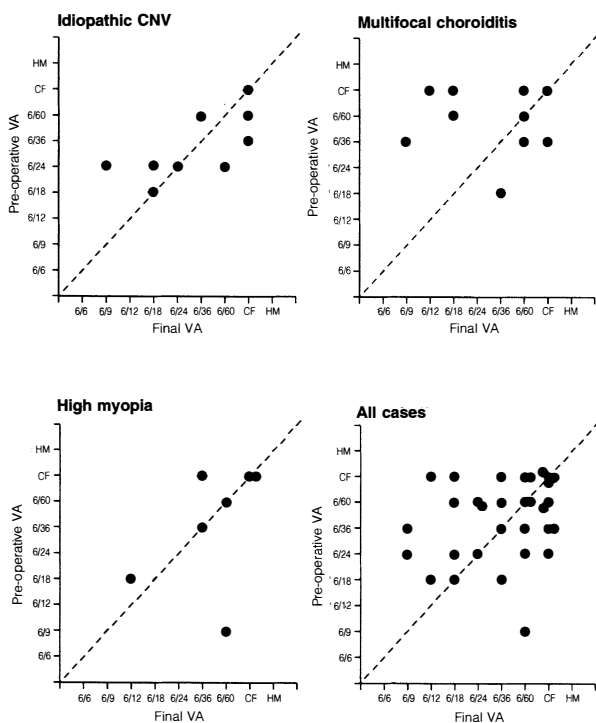 Idiopathic CNV
HM
CF
6/60
6/36
6/24
6/18
6/12
6/9
6/6
Pre-operative VA
6/6 6/9 6/12 6/18 6/24 6/36 6/60 CF HM
Final VA
Multifocal choroiditis
HM
CF
6/60
6/36
' 6/24
' 6/18
' 6/12
6/9
6/6
Pre-operative VA
6/6 6/9 6/12 6/18 6/24 6/36 6/60 CF HM
Final VA
High myopia
HM
CF
6/60
6/36
6/24
6/18
6/12
6/9
6/6
Pre-operative VA
6/6 6/9 6/12 6/18 6/24 6/36 6/60 CF HM
Final VA
All cases
HM
CF
6/60
6/36
6/24
' 6/18
' 6/12
6/9
6/6
Pre-operative VA
6/6 6/9 6/12 6/18 6/24 6/36 6/60 CF HM
Final VA